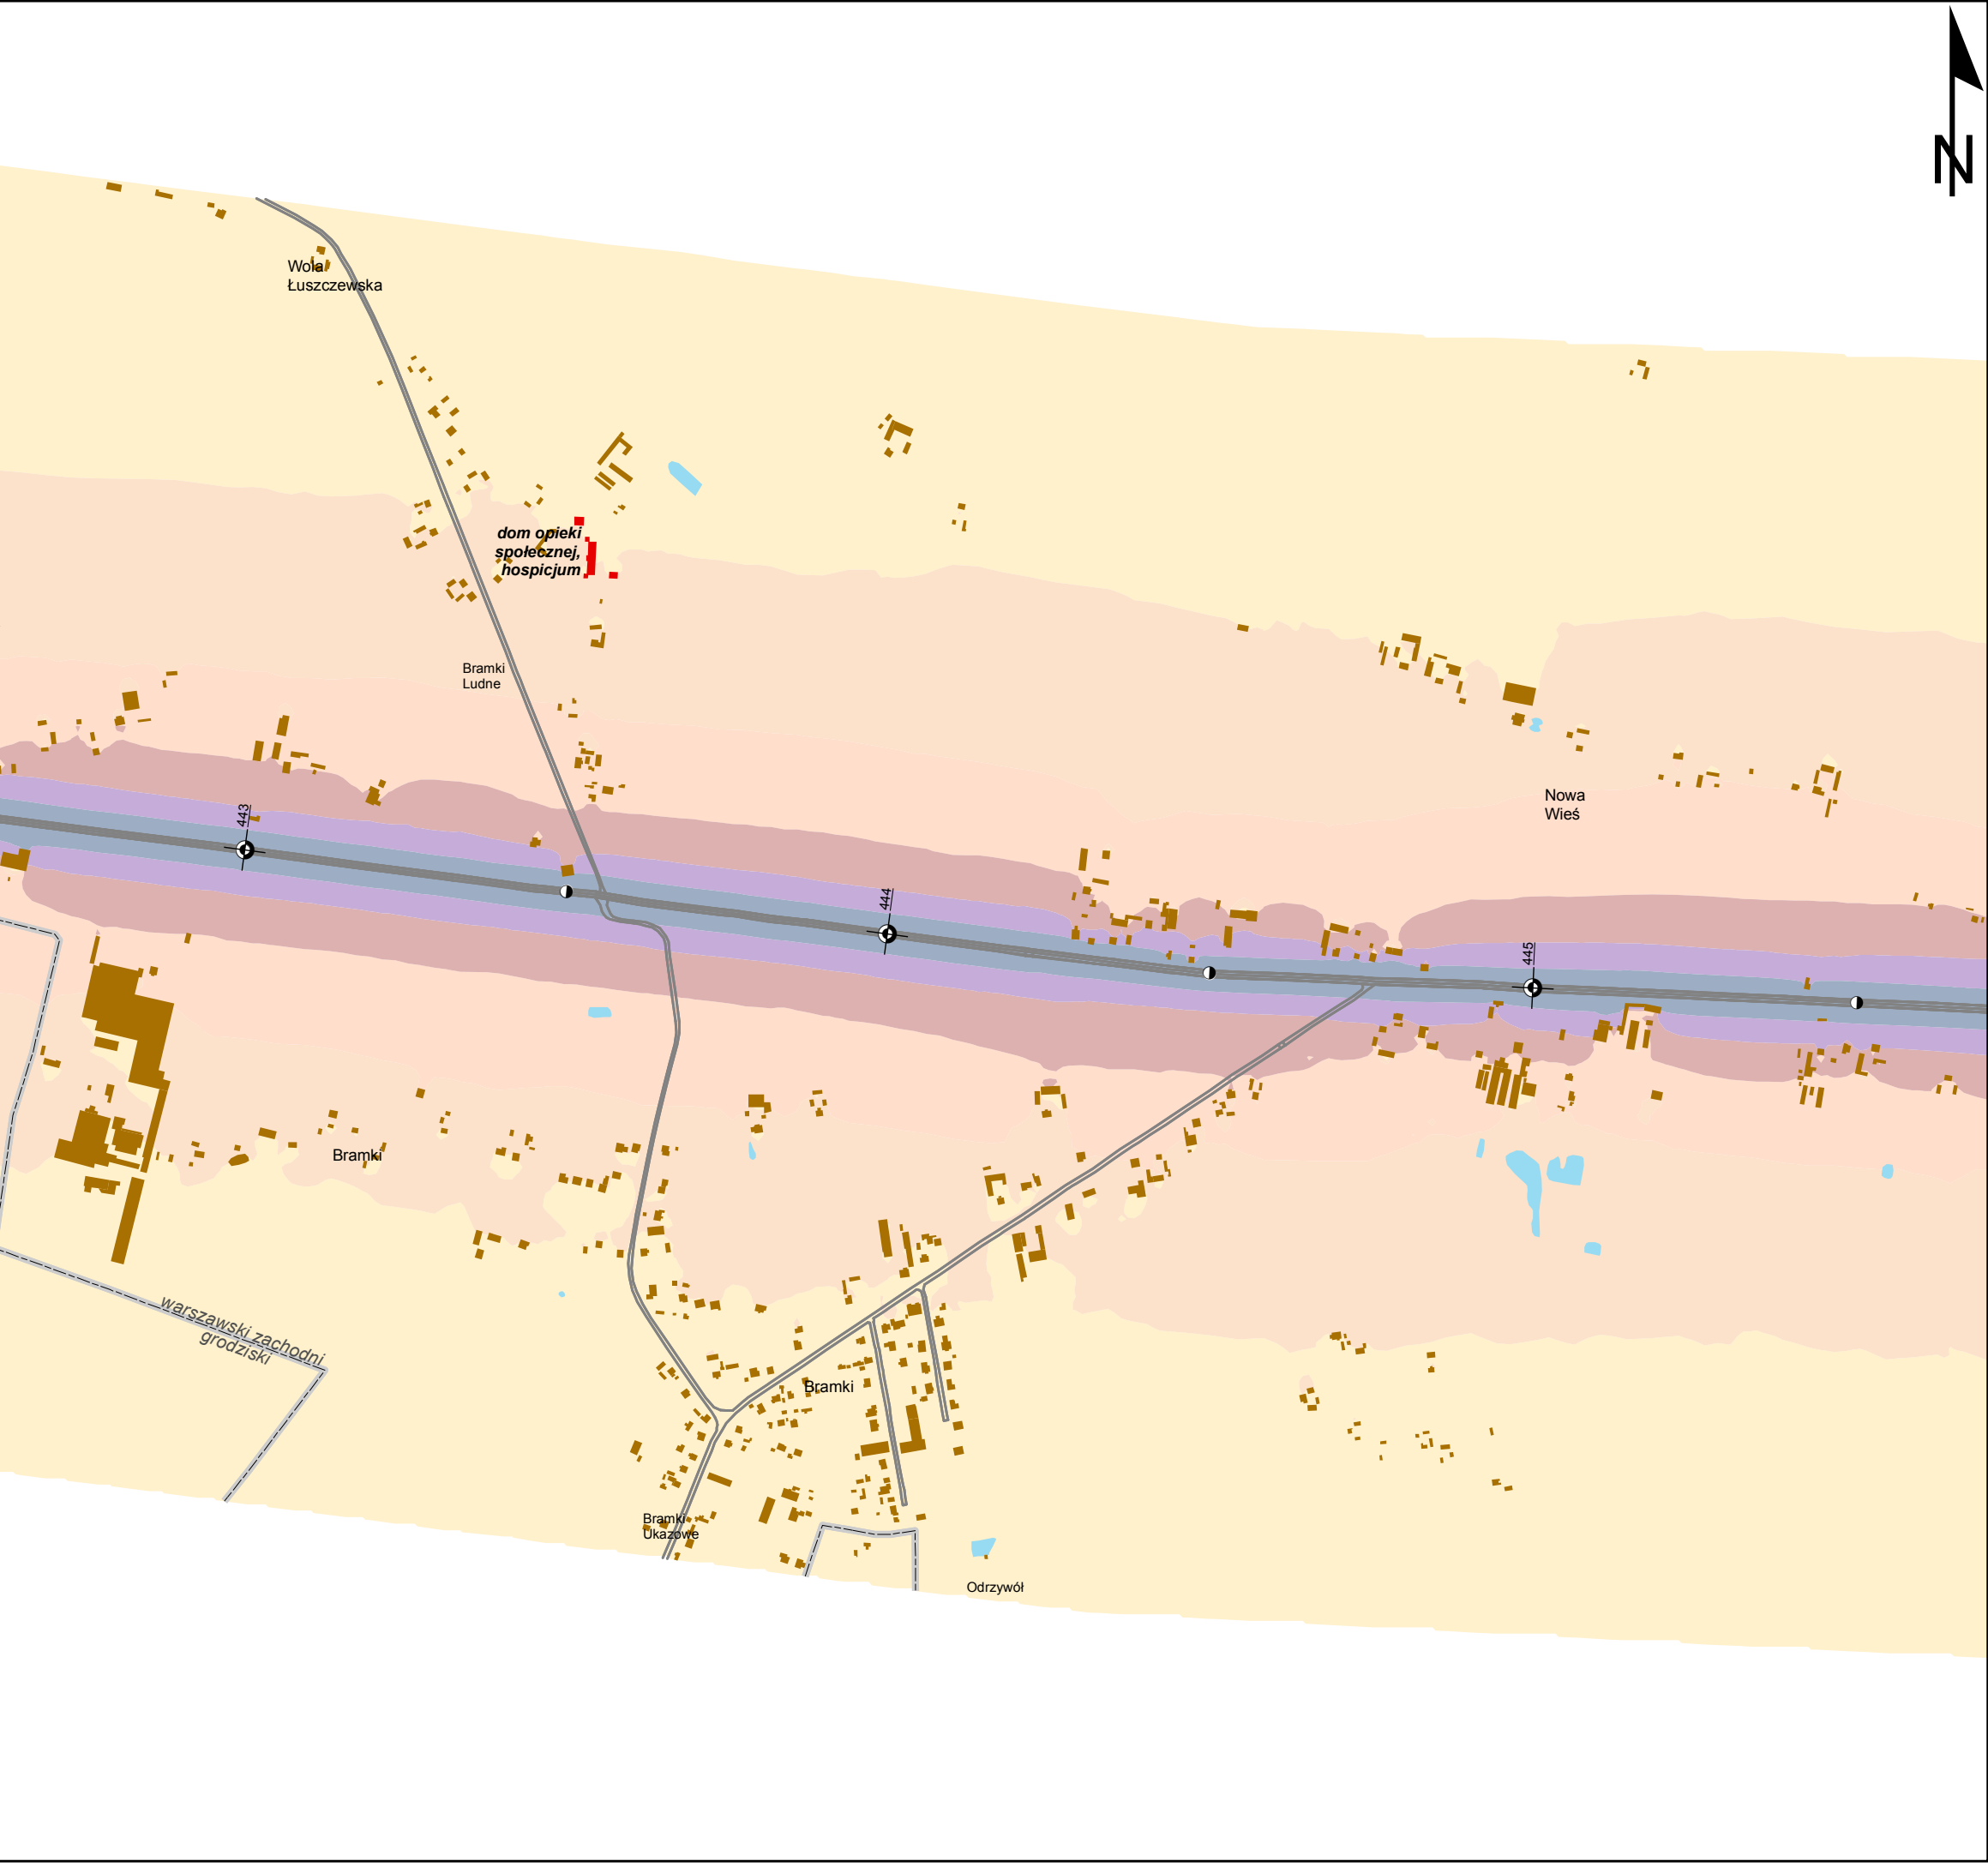 N
Wola
Łuszczewska
dom opieki
społecznej,
hospicjum
Bramki
Ludne
Nowa
Wieś
443
444
445
Bramki
warszawski zachodni
grodziski
Bramki
Bramki
Ukazowe
Odrzywół